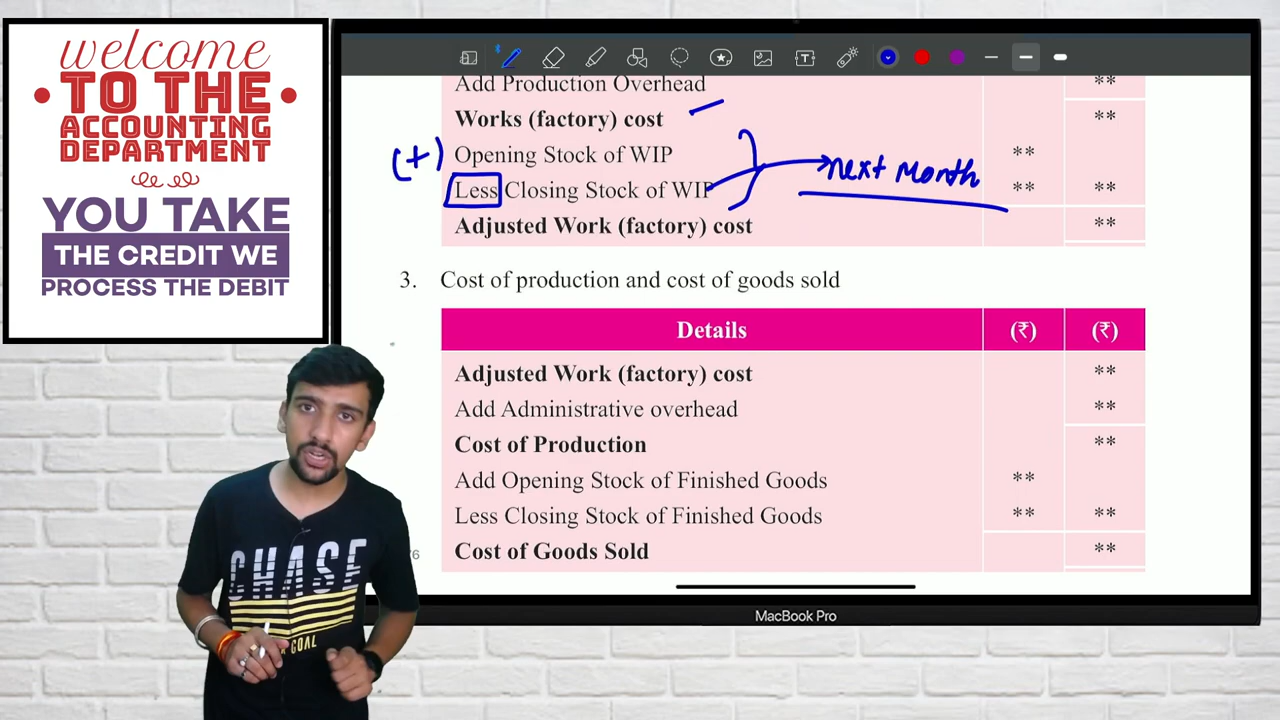 welcome
TO THE
ACCOUNTING
DEPARTMENT
YOU TAKE
THE CREDIT WE
PROCESS THE DEBIT
Add Production Overhead **
Works (factory) cost **
(+) Opening Stock of WIP **
Less Closing Stock of WIP ** **
next Month
Adjusted Work (factory) cost **
3. Cost of production and cost of goods sold
Details (₹) (₹)
Adjusted Work (factory) cost **
Add Administrative overhead **
Cost of Production **
Add Opening Stock of Finished Goods **
Less Closing Stock of Finished Goods ** **
Cost of Goods Sold **
MacBook Pro
CHASE
GOAL